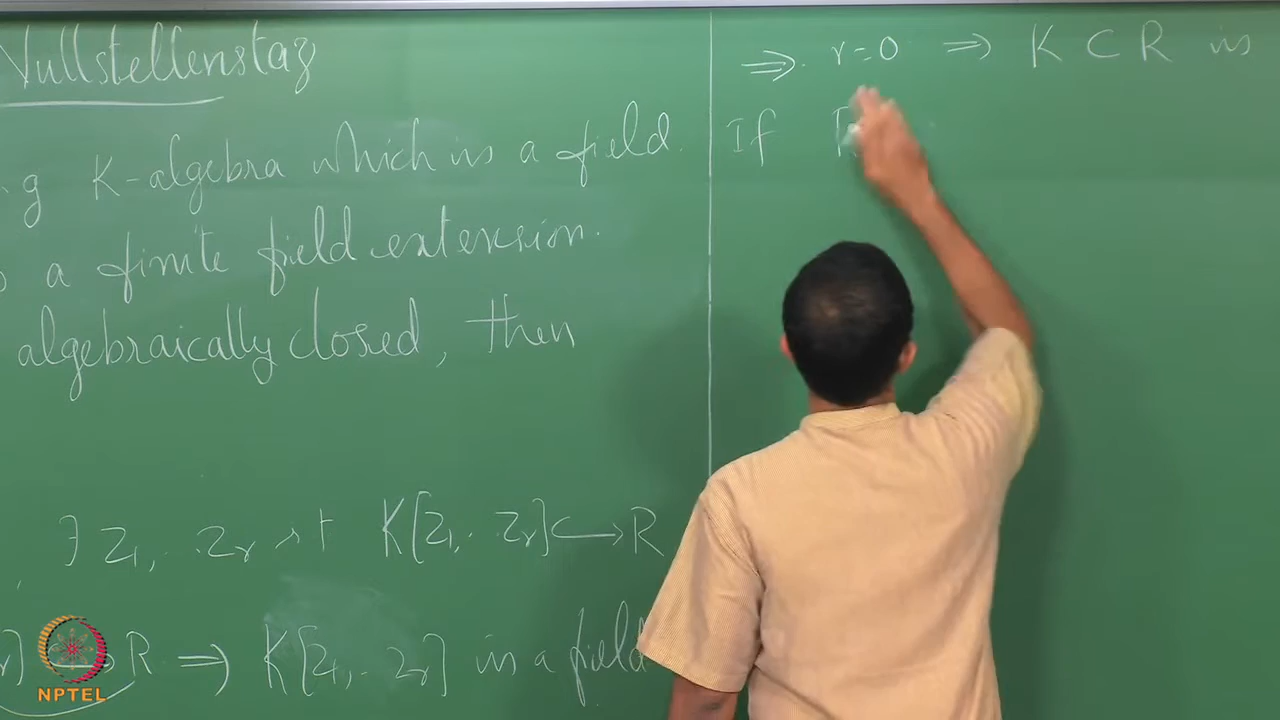 Nullstellenstaz
g K-algebra which is a field.
a finite field extension.
algebraically closed, then
∃ z₁, .. zᵣ s.t K[z₁,.. zᵣ] ↪ R
] ↪ R ⇒ K[z₁,.. zᵣ] is a field
⇒ r=0 ⇒ K ⊂ R is
If
NPTEL